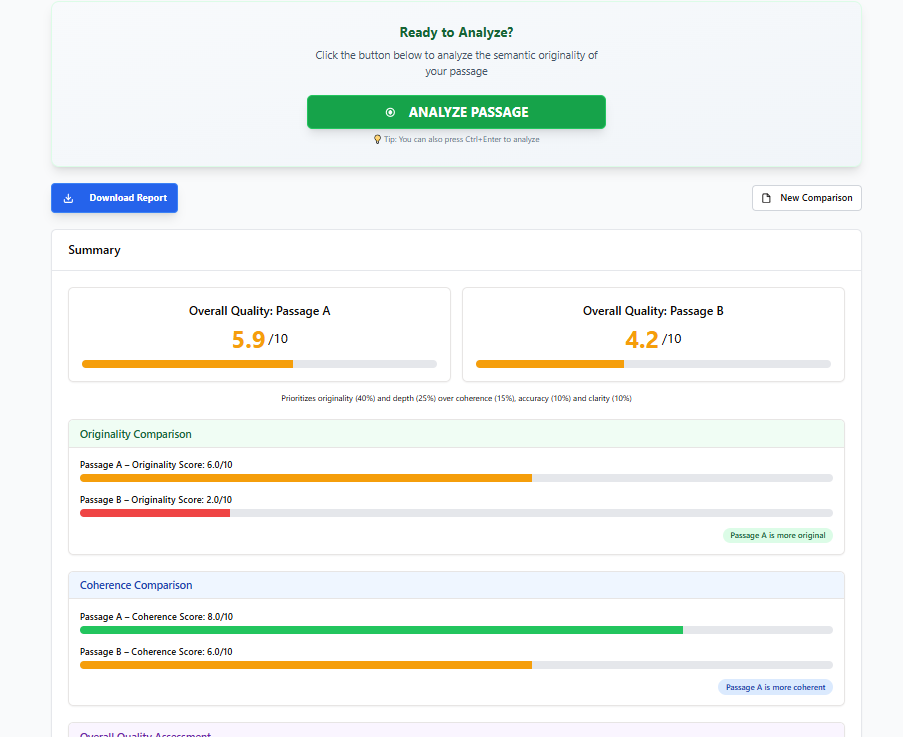 Ready to Analyze?
Click the button below to analyze the semantic originality of
your passage
ANALYZE PASSAGE
Tip: You can also press Ctrl+Enter to analyze
Download Report
New Comparison
Summary
Overall Quality: Passage A
5.9 /10
Overall Quality: Passage B
4.2 /10
Prioritizes originality (40%) and depth (25%) over coherence (15%), accuracy (10%) and clarity (10%)
Originality Comparison
Passage A – Originality Score: 6.0/10
Passage B – Originality Score: 2.0/10
Passage A is more original
Coherence Comparison
Passage A – Coherence Score: 8.0/10
Passage B – Coherence Score: 6.0/10
Passage A is more coherent
Overall Quality Assessment